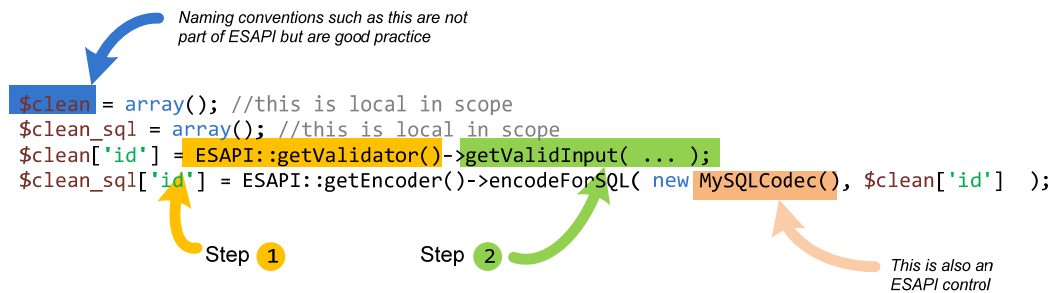 Naming conventions such as this are not
part of ESAPI but are good practice
$clean = array(); //this is local in scope
$clean_sql = array(); //this is local in scope
$clean['id'] = ESAPI::getValidator()->getValidInput( ... );
$clean_sql['id'] = ESAPI::getEncoder()->encodeForSQL( new MySQLCodec(), $clean['id'] );
Step 1
Step 2
This is also an
ESAPI control